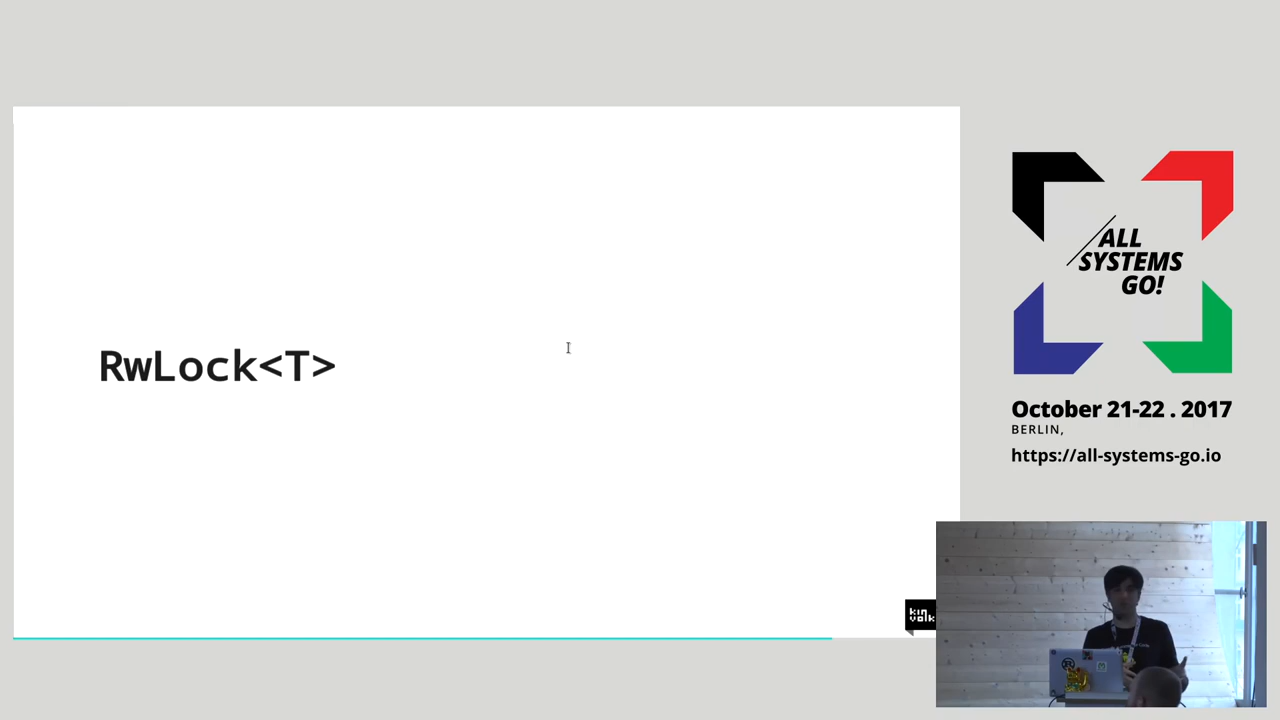 RwLock<T>
ALL
SYSTEMS
GO!
October 21-22 . 2017
BERLIN,
https://all-systems-go.io
kin
volk